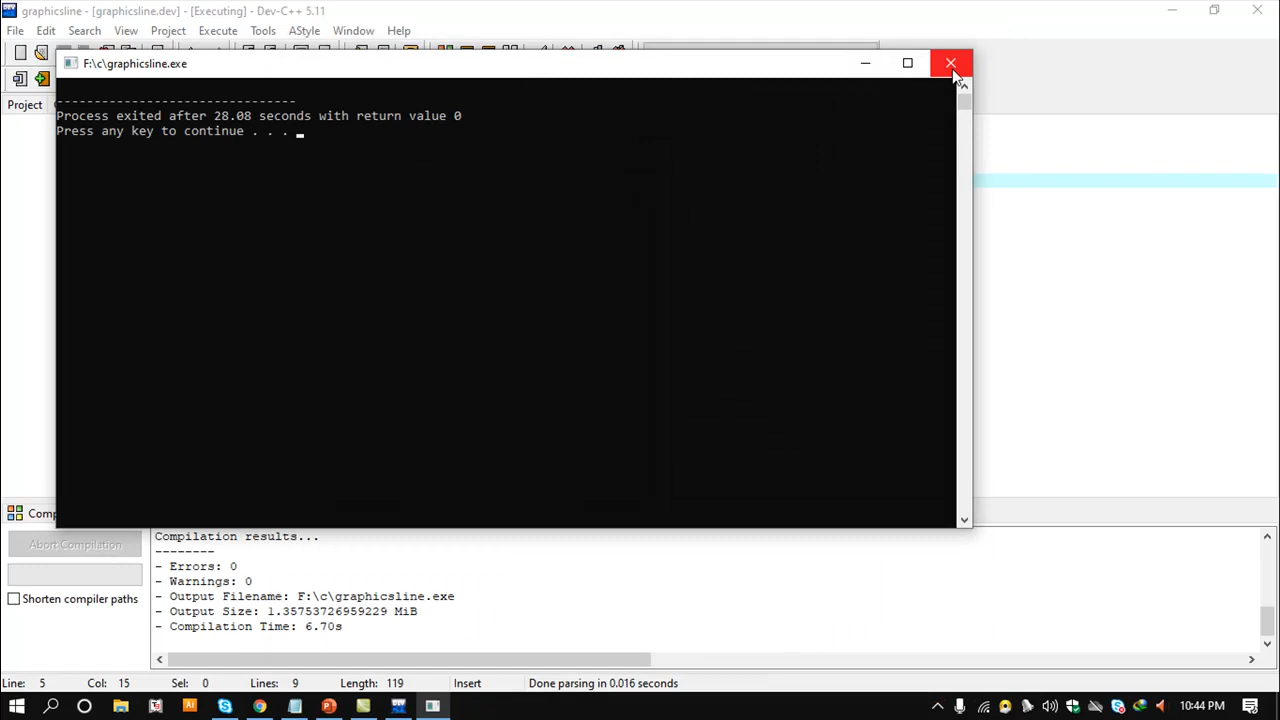 graphicsline - [graphicsline.dev] - [Executing] - Dev-C++ 5.11
File Edit Search View Project Execute Tools AStyle Window Help
F:\c\graphicsline.exe
Project
--------------------------------
Process exited after 28.08 seconds with return value 0
Press any key to continue . . .
Comp
Abort Compilation
Shorten compiler paths
Compilation results...
--------
- Errors: 0
- Warnings: 0
- Output Filename: F:\c\graphicsline.exe
- Output Size: 1.35753726959229 MiB
- Compilation Time: 6.70s
Line: 5 Col: 15 Sel: 0 Lines: 9 Length: 119 Insert Done parsing in 0.016 seconds
10:44 PM